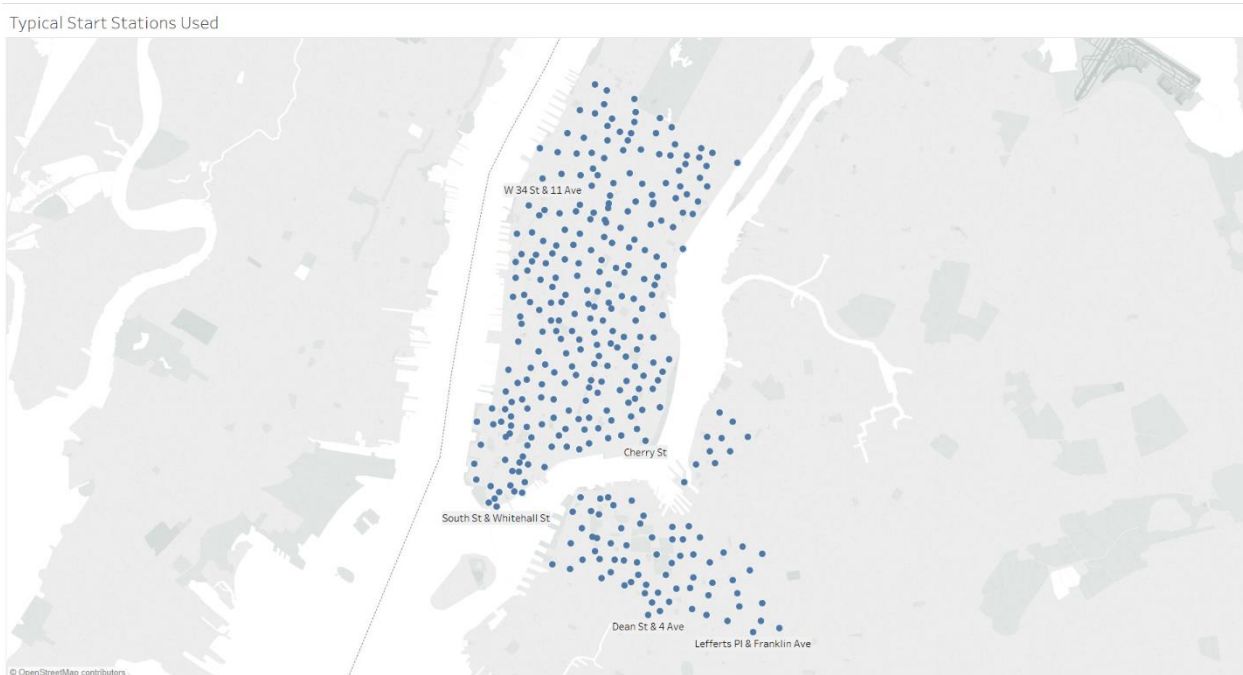 Typical Start Stations Used
W 34 St & 11 Ave
Cherry St
South St & Whitehall St
Dean St & 4 Ave
Lefferts Pl & Franklin Ave
© OpenStreetMap contributors